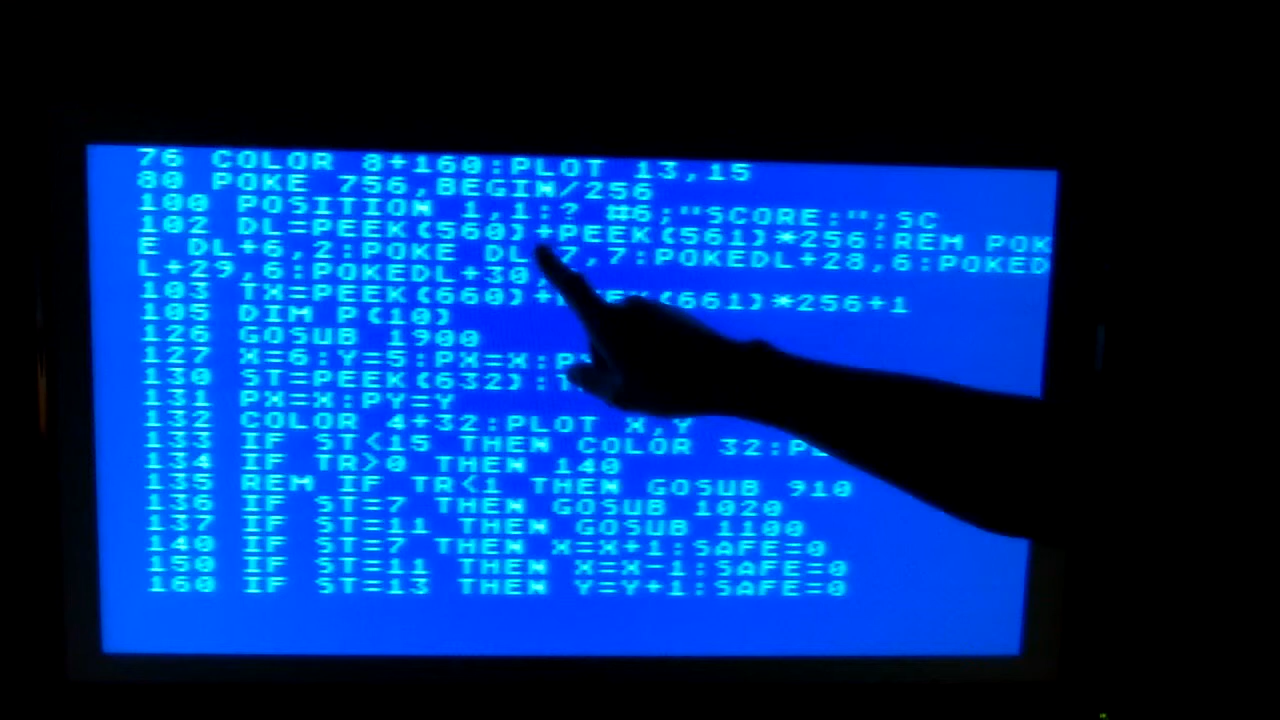 76 COLOR 8+160:PLOT 13,15
80 POKE 756,BEGIN/256
100 POSITION 1,1:? #6;"SCORE:";SC
102 DL=PEEK(560)+PEEK(561)*256:REM POK
E DL+6,2:POKE DL 7,7:POKEDL+28,6:POKED
L+29,6:POKEDL+30,
103 TX=PEEK(660)+ EEK(661)*256+1
105 DIM P(10)
126 GOSUB 1900
127 X=6:Y=5:PX=X:
130 ST=PEEK(632):
131 PX=X:PY=Y
132 COLOR 4+32:PLOT X,Y
133 IF ST<15 THEN COLOR 32:
134 IF TR>0 THEN 140
135 REM IF TR<1 THEN GOSUB 910
136 IF ST=7 THEN GOSUB 1020
137 IF ST=11 THEN GOSUB 1100
140 IF ST=7 THEN X=X+1:SAFE=0
150 IF ST=11 THEN X=X-1:SAFE=0
160 IF ST=13 THEN Y=Y+1:SAFE=0